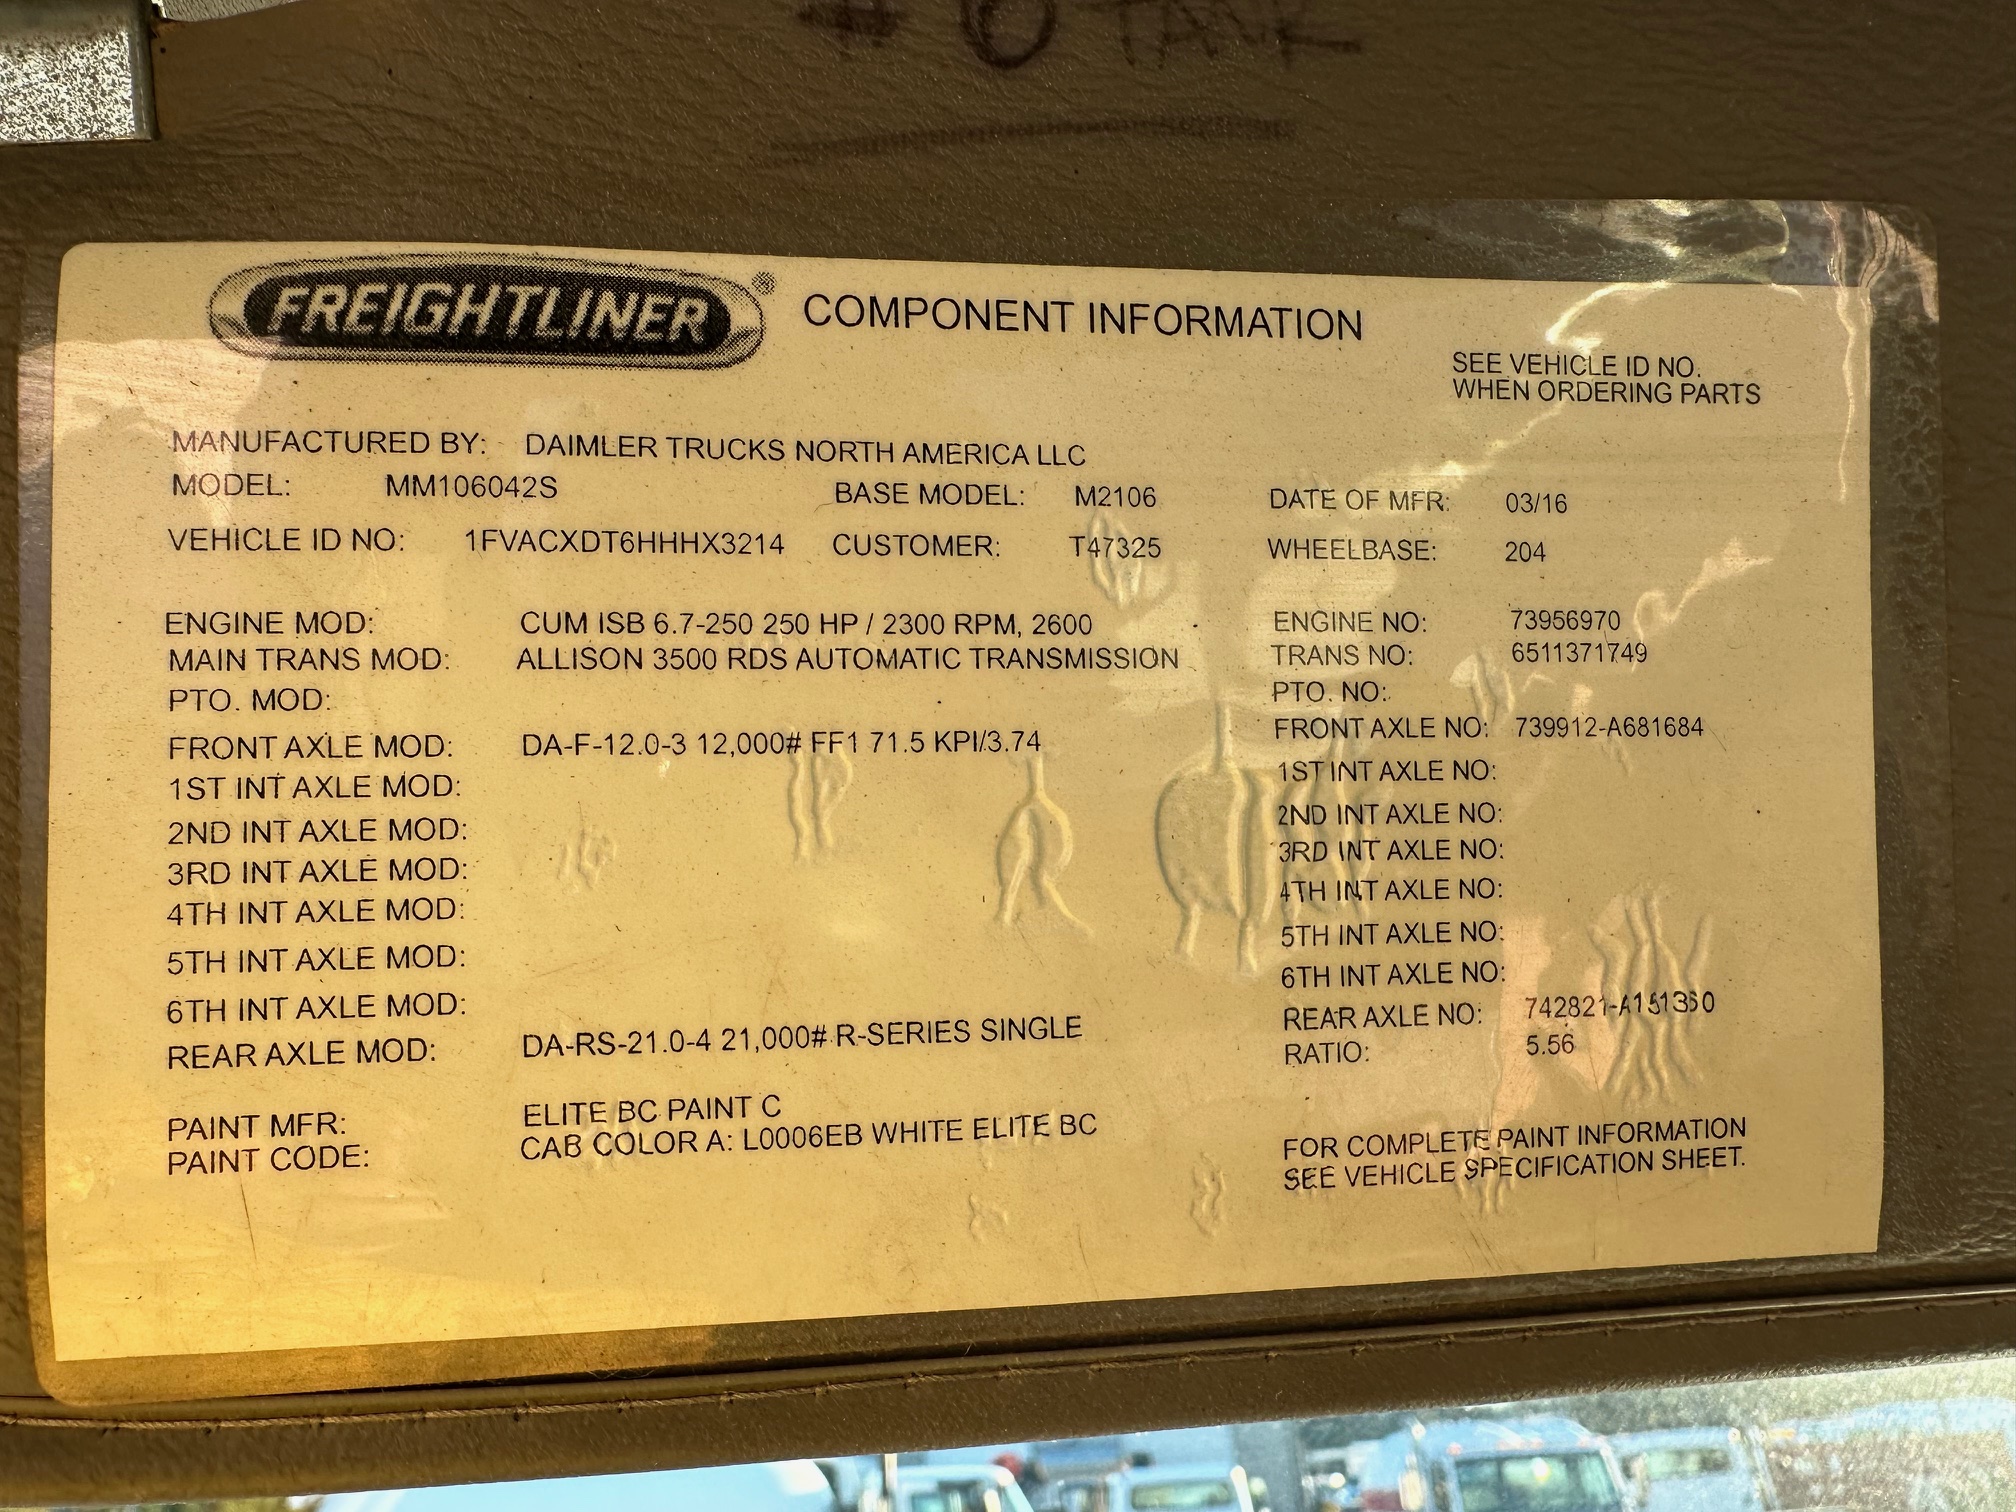 # 6 TANK
FREIGHTLINER® COMPONENT INFORMATION
SEE VEHICLE ID NO.
WHEN ORDERING PARTS
MANUFACTURED BY: DAIMLER TRUCKS NORTH AMERICA LLC
MODEL: MM106042S BASE MODEL: M2106 DATE OF MFR: 03/16
VEHICLE ID NO: 1FVACXDT6HHHX3214 CUSTOMER: T47325 WHEELBASE: 204
ENGINE MOD: CUM ISB 6.7-250 250 HP / 2300 RPM, 2600 ENGINE NO: 73956970
MAIN TRANS MOD: ALLISON 3500 RDS AUTOMATIC TRANSMISSION TRANS NO: 6511371749
PTO. MOD: PTO. NO:
FRONT AXLE MOD: DA-F-12.0-3 12,000# FF1 71.5 KPI/3.74 FRONT AXLE NO: 739912-A681684
1ST INT AXLE MOD: 1ST INT AXLE NO:
2ND INT AXLE MOD: 2ND INT AXLE NO:
3RD INT AXLE MOD: 3RD INT AXLE NO:
4TH INT AXLE MOD: 4TH INT AXLE NO:
5TH INT AXLE MOD: 5TH INT AXLE NO:
6TH INT AXLE MOD: 6TH INT AXLE NO:
REAR AXLE MOD: DA-RS-21.0-4 21,000# R-SERIES SINGLE REAR AXLE NO: 742821-A151360
RATIO: 5.56
PAINT MFR: ELITE BC PAINT C
PAINT CODE: CAB COLOR A: L0006EB WHITE ELITE BC
FOR COMPLETE PAINT INFORMATION
SEE VEHICLE SPECIFICATION SHEET.